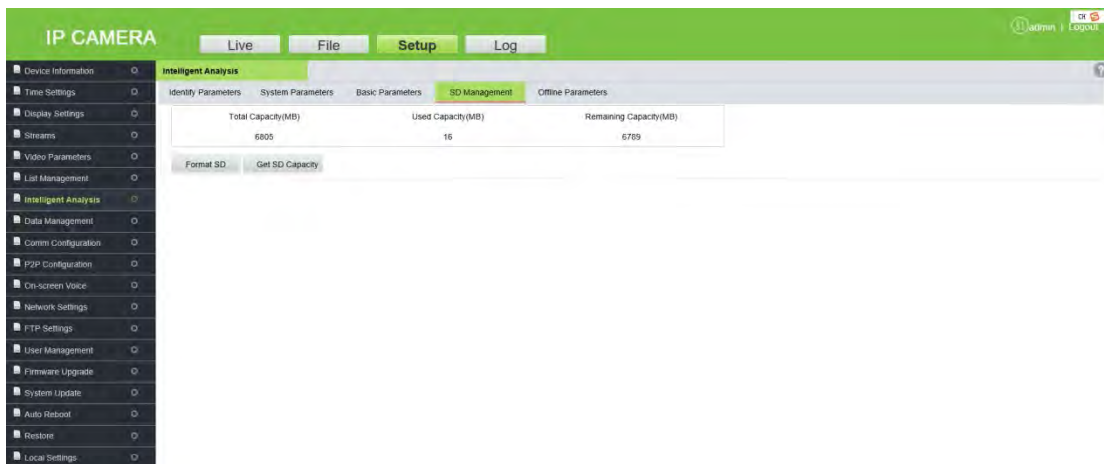 CH
IP CAMERA
Live File Setup Log
admin | Logout
Device Information
Time Settings
Display Settings
Streams
Video Parameters
List Management
Intelligent Analysis
Data Management
Comm Configuration
P2P Configuration
On-screen Voice
Network Settings
FTP Settings
User Management
Firmware Upgrade
System Update
Auto Reboot
Restore
Local Settings
Intelligent Analysis
Identify Parameters System Parameters Basic Parameters SD Management Offline Parameters
Total Capacity(MB) Used Capacity(MB) Remaining Capacity(MB)
6805 16 6789
Format SD Get SD Capacity